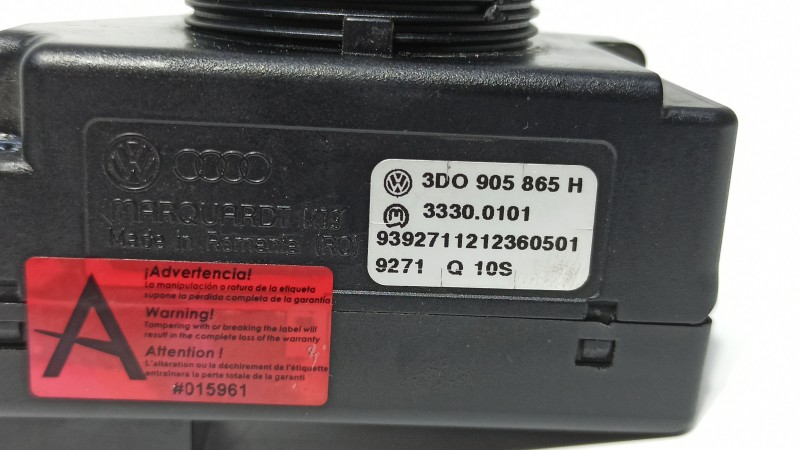 3D0 905 865 H
3330.0101
9392711212360501
9271 Q 10S
MARQUARDT
Made in Romania (RO)
¡Advertencia!
La manipulación o rotura de la etiqueta
supone la pérdida completa de la garantía
Warning!
Tampering with or breaking the label will
result in the complete loss of the warranty
Attention !
L'altération ou la déchirement de l'étiquette
entraînera la perte totale de la garanti
#015961